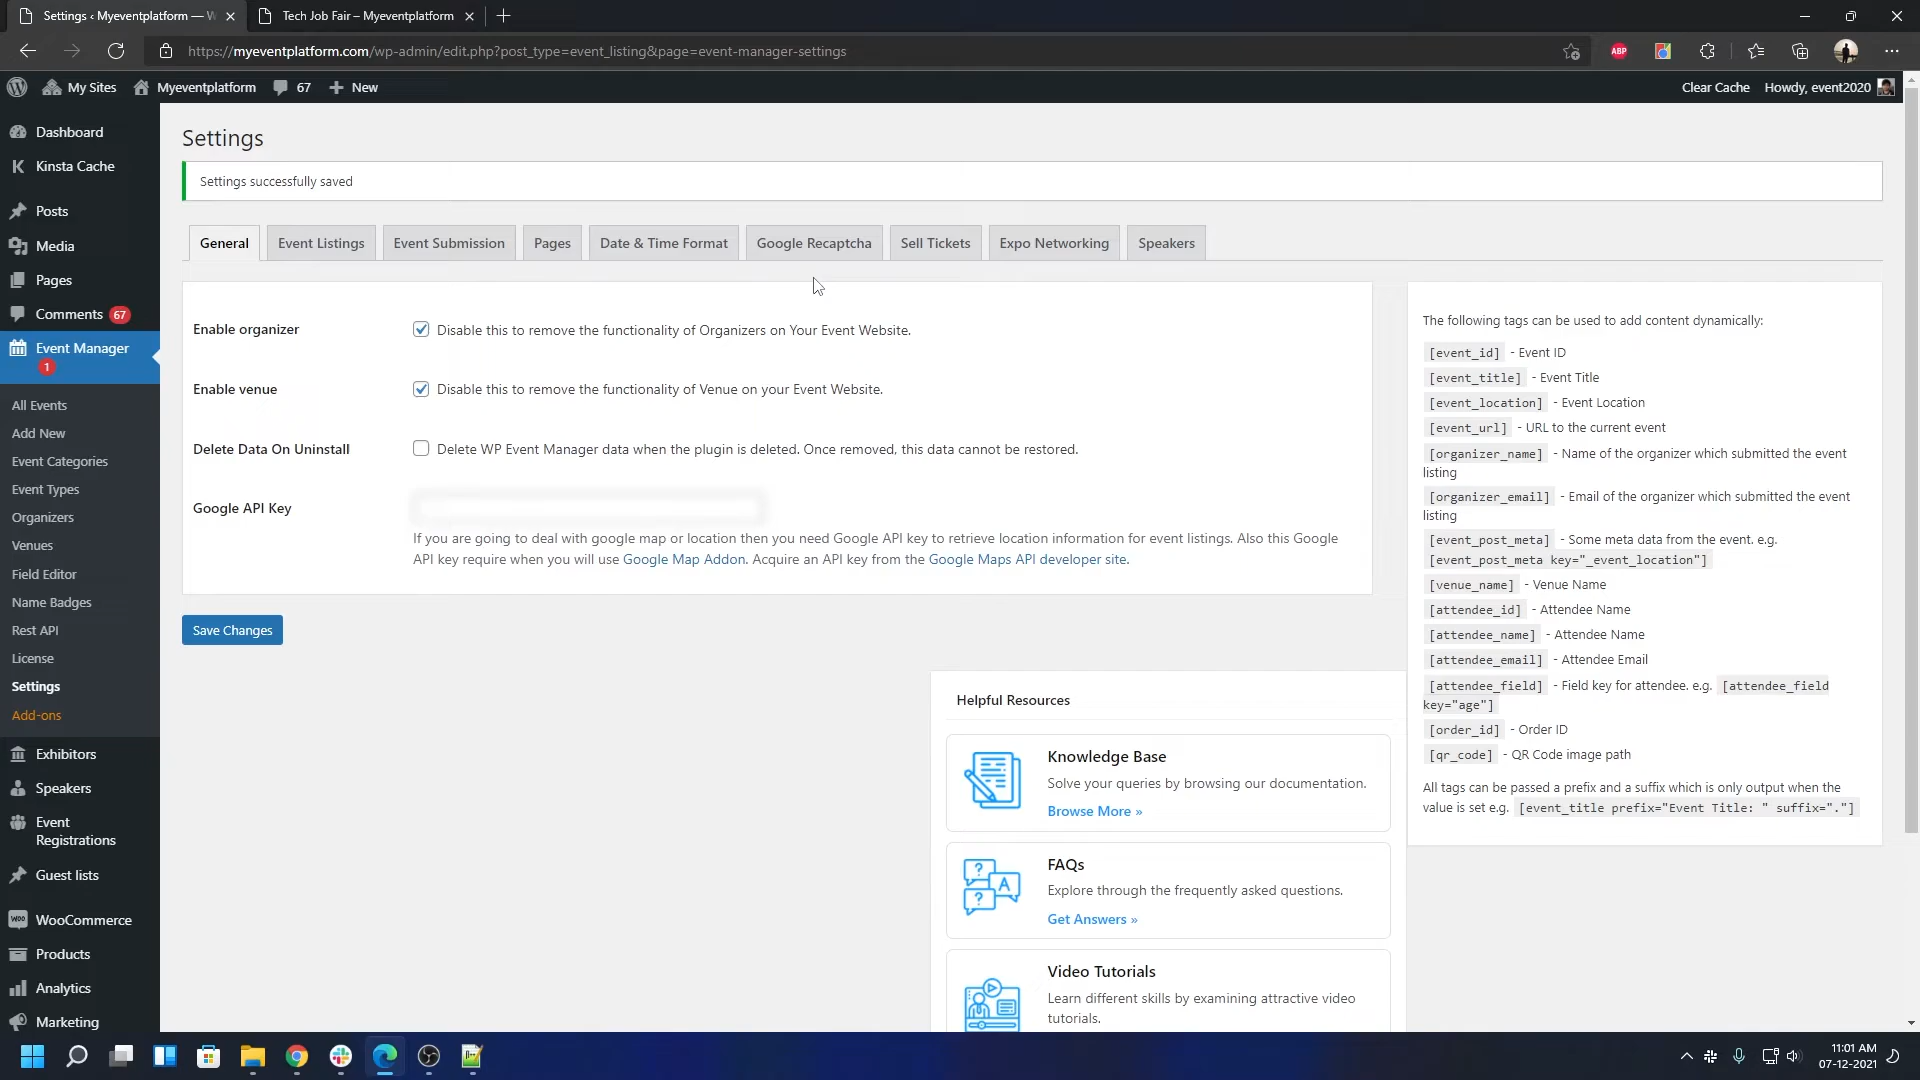 Settings ‹ Myeventplatform — W
Tech Job Fair – Myeventplatform
https://myeventplatform.com/wp-admin/edit.php?post_type=event_listing&page=event-manager-settings
ABP
My Sites
Myeventplatform
67
New
Clear Cache
Howdy, event2020
Dashboard
Kinsta Cache
Posts
Media
Pages
Comments 67
Event Manager
1
All Events
Add New
Event Categories
Event Types
Organizers
Venues
Field Editor
Name Badges
Rest API
License
Settings
Add-ons
Exhibitors
Speakers
Event
Registrations
Guest lists
WooCommerce
Products
Analytics
Marketing
Settings
Settings successfully saved
General
Event Listings
Event Submission
Pages
Date & Time Format
Google Recaptcha
Sell Tickets
Expo Networking
Speakers
Enable organizer
Disable this to remove the functionality of Organizers on Your Event Website.
Enable venue
Disable this to remove the functionality of Venue on your Event Website.
Delete Data On Uninstall
Delete WP Event Manager data when the plugin is deleted. Once removed, this data cannot be restored.
Google API Key
If you are going to deal with google map or location then you need Google API key to retrieve location information for event listings. Also this Google
API key require when you will use Google Map Addon. Acquire an API key from the Google Maps API developer site.
Save Changes
Helpful Resources
Knowledge Base
Solve your queries by browsing our documentation.
Browse More »
FAQs
Explore through the frequently asked questions.
Get Answers »
Video Tutorials
Learn different skills by examining attractive video
tutorials.
The following tags can be used to add content dynamically:
[event_id] - Event ID
[event_title] - Event Title
[event_location] - Event Location
[event_url] - URL to the current event
[organizer_name] - Name of the organizer which submitted the event
listing
[organizer_email] - Email of the organizer which submitted the event
listing
[event_post_meta] - Some meta data from the event. e.g.
[event_post_meta key="_event_location"]
[venue_name] - Venue Name
[attendee_id] - Attendee Name
[attendee_name] - Attendee Name
[attendee_email] - Attendee Email
[attendee_field] - Field key for attendee. e.g. [attendee_field
key="age"]
[order_id] - Order ID
[qr_code] - QR Code image path
All tags can be passed a prefix and a suffix which is only output when the
value is set e.g. [event_title prefix="Event Title: " suffix="."]
11:01 AM
07-12-2021